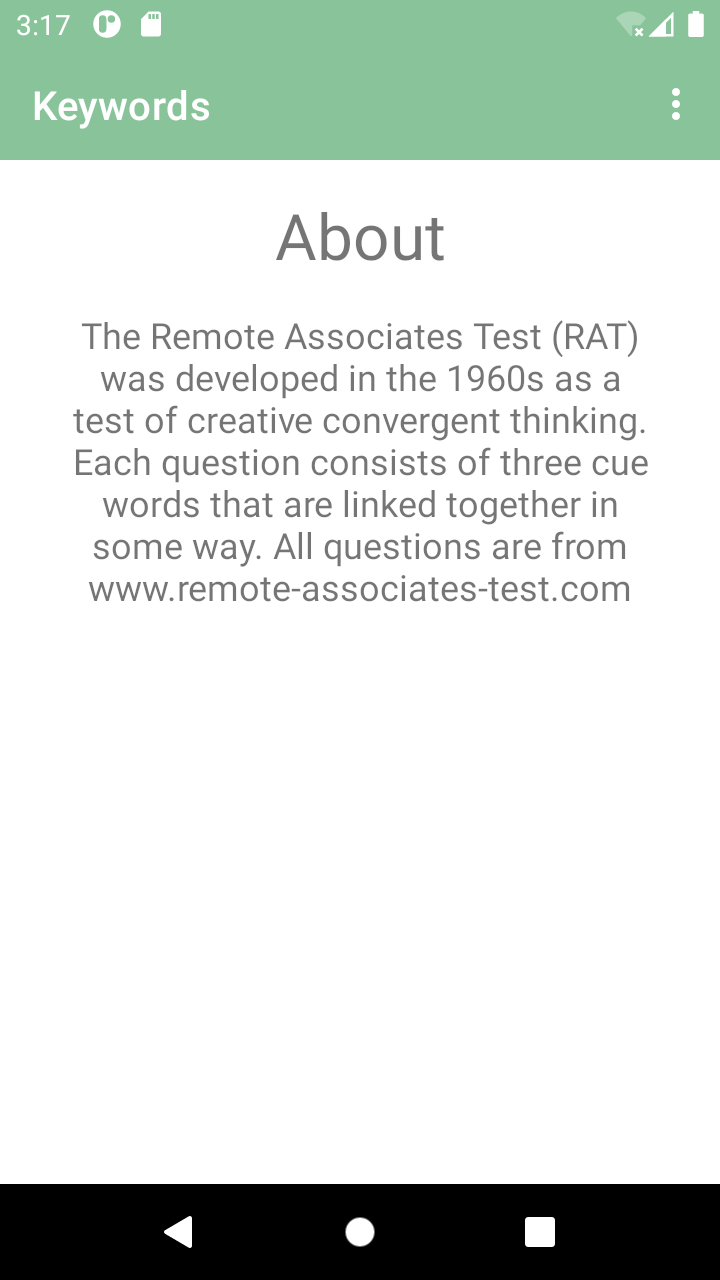 3:17
Keywords
About
The Remote Associates Test (RAT)
was developed in the 1960s as a
test of creative convergent thinking.
Each question consists of three cue
words that are linked together in
some way. All questions are from
www.remote-associates-test.com